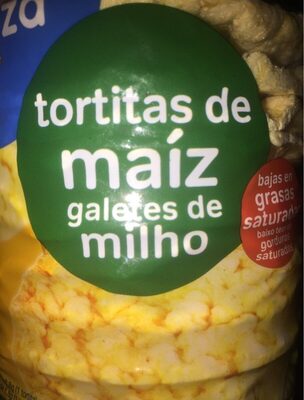 za
tortitas de
maíz
galetes de
milho
bajas en
grasas
saturadas
baixo teor de
gorduras
saturadas